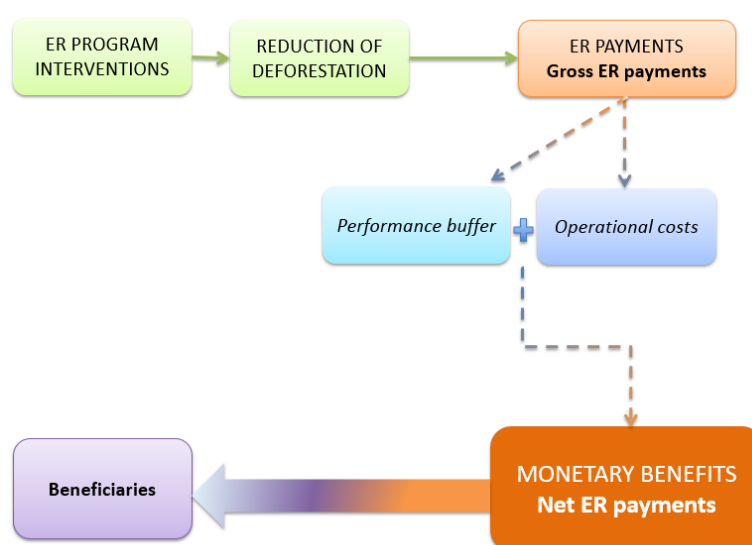 ER PROGRAM
INTERVENTIONS
REDUCTION OF
DEFORESTATION
ER PAYMENTS
Gross ER payments
Performance buffer
Operational costs
MONETARY BENEFITS
Net ER payments
Beneficiaries